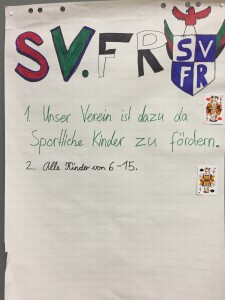 SV.FR
SV
FR
1. Unser Verein ist dazu da
Sportliche Kinder zu fördern.
2. Alle Kinder von 6-15.